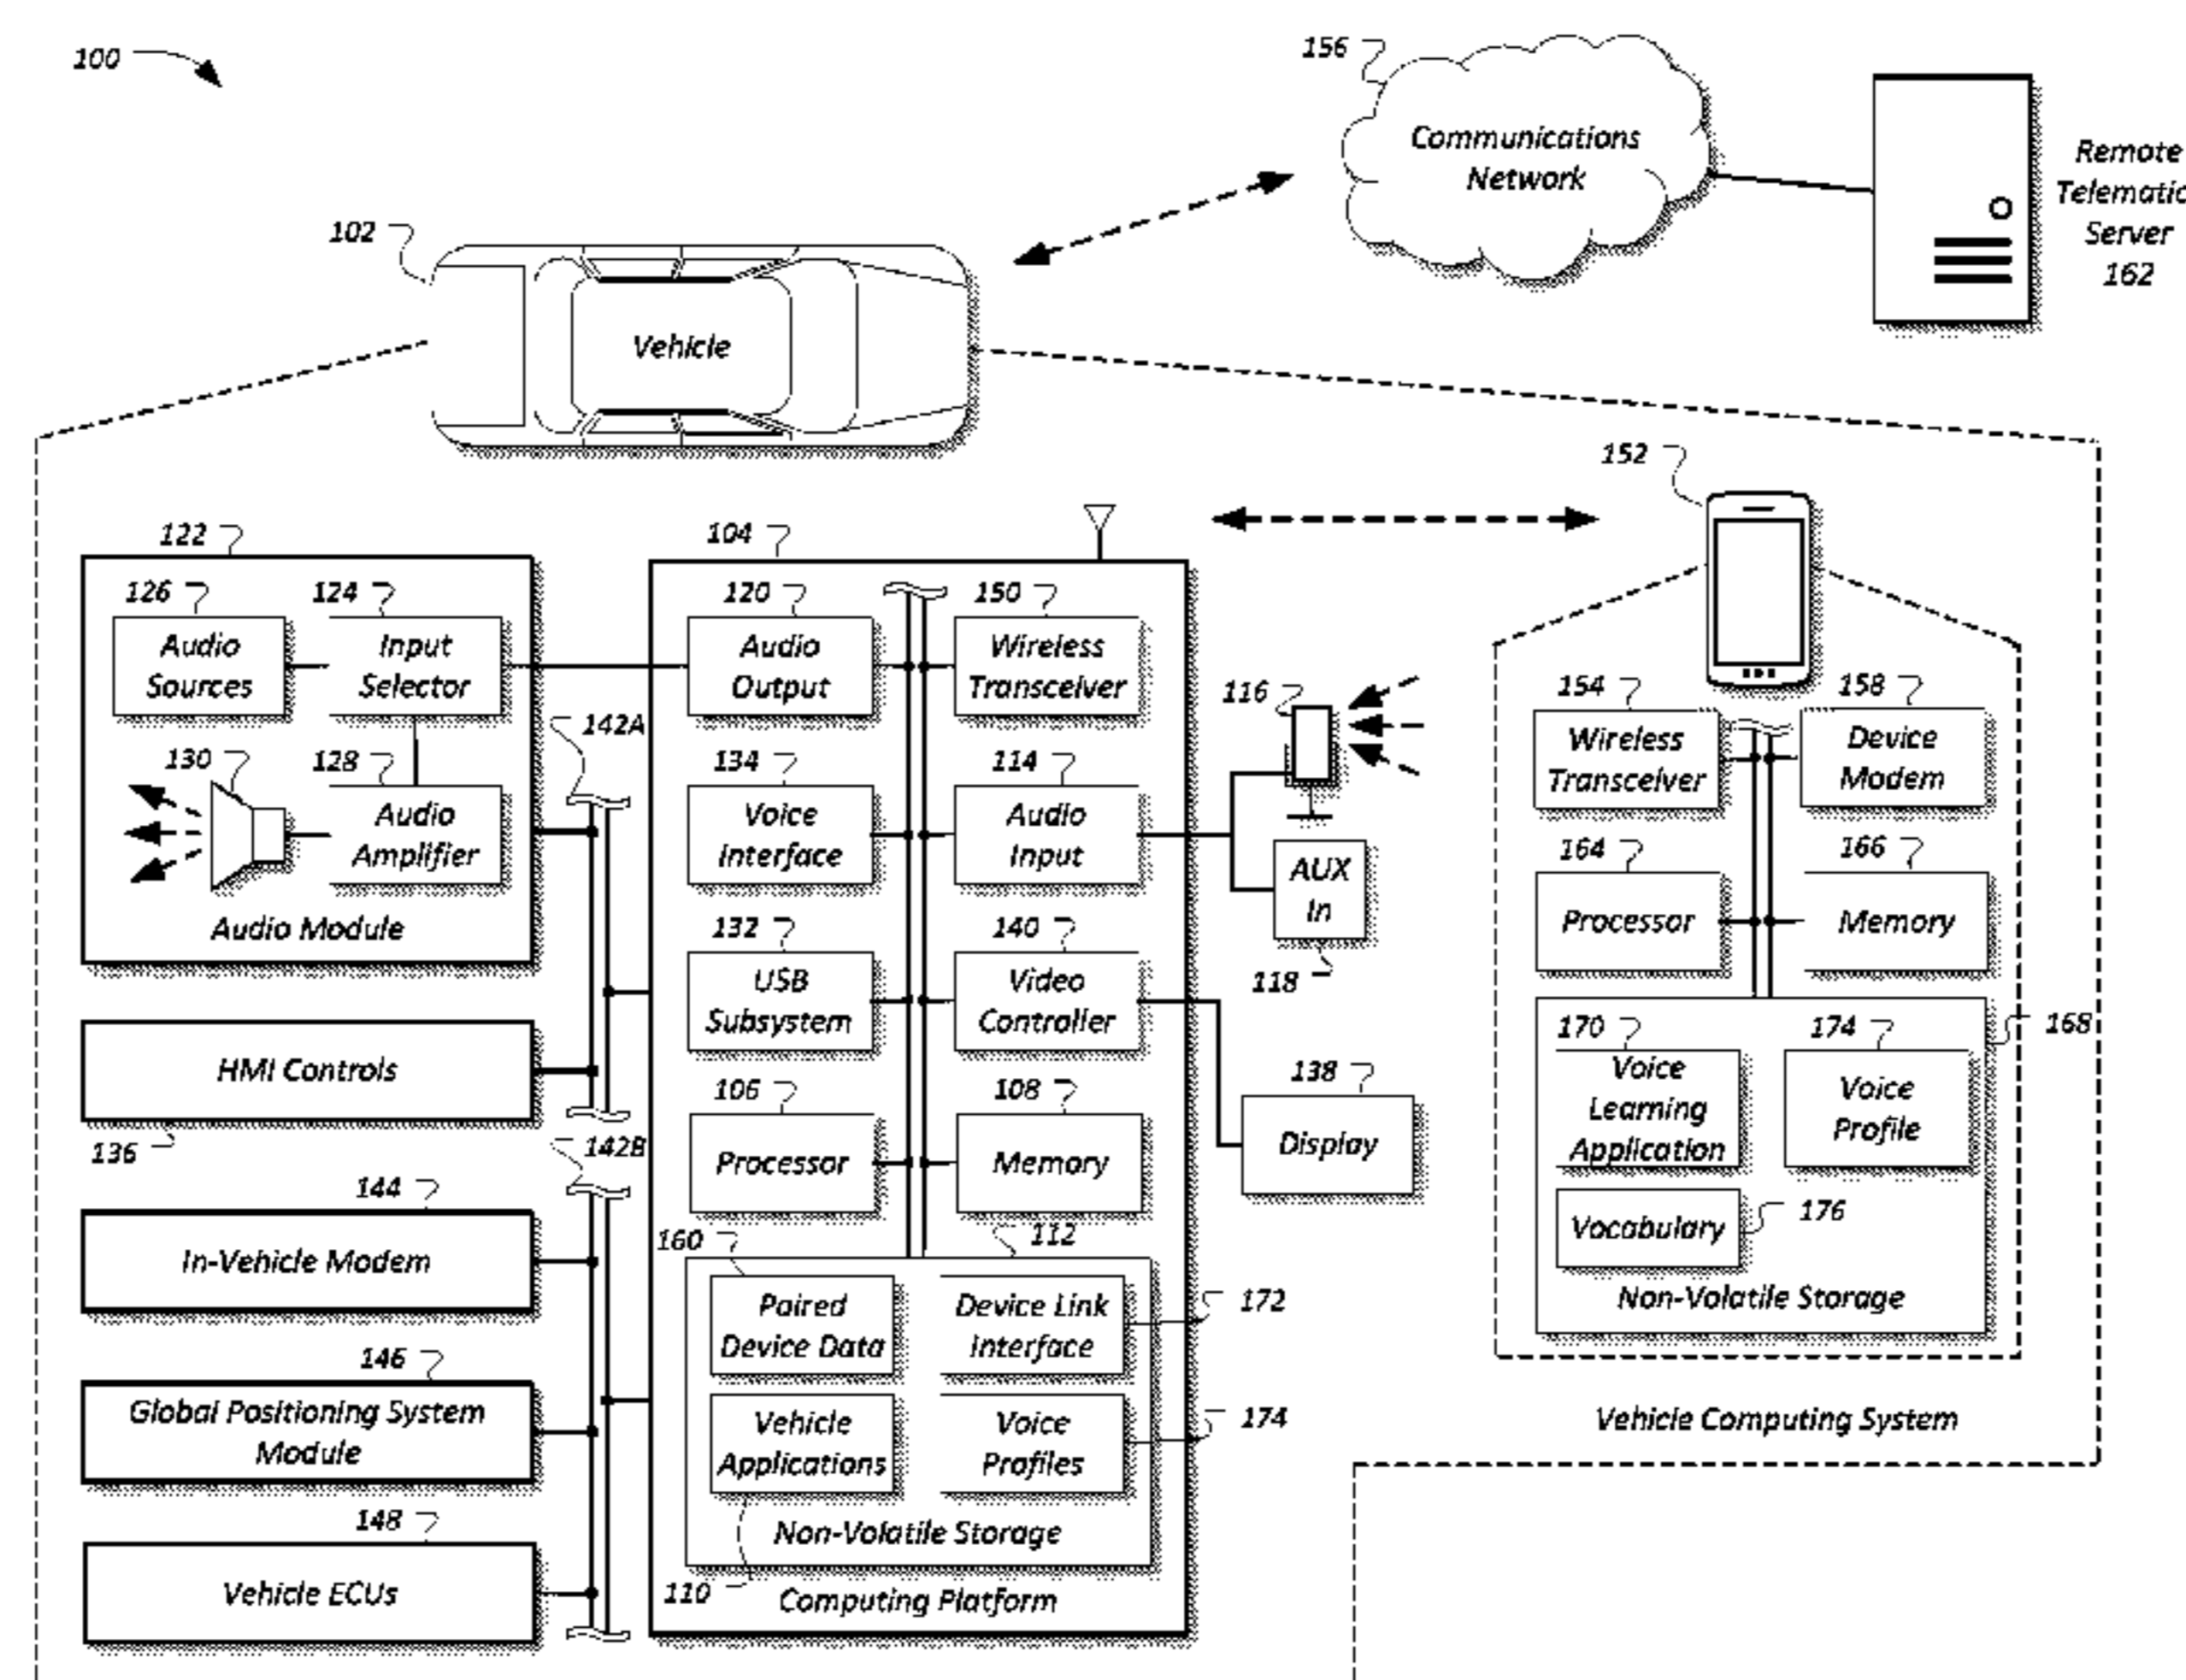 100
156
Communications
Network
Remote
Telematic
Server
162
102
Vehicle
152
122
104
126
124
120
150
Audio
Sources
Input
Selector
Audio
Output
Wireless
Transceiver
116
154
158
142A
Wireless
Transceiver
Device
Modem
130
128
134
114
Audio
Amplifier
Voice
Interface
Audio
Input
AUX
In
164
166
Audio Module
Processor
Memory
132
140
118
USB
Subsystem
Video
Controller
170
174
168
HMI Controls
138
Voice
Learning
Application
Voice
Profile
136
142B
106
108
Processor
Memory
Display
144
176
Vocabulary
In-Vehicle Modem
160
112
Paired
Device Data
Device Link
Interface
172
Non-Volatile Storage
146
Global Positioning System
Module
Vehicle
Applications
Voice
Profiles
174
Vehicle Computing System
148
Non-Volatile Storage
Vehicle ECUs
110
Computing Platform